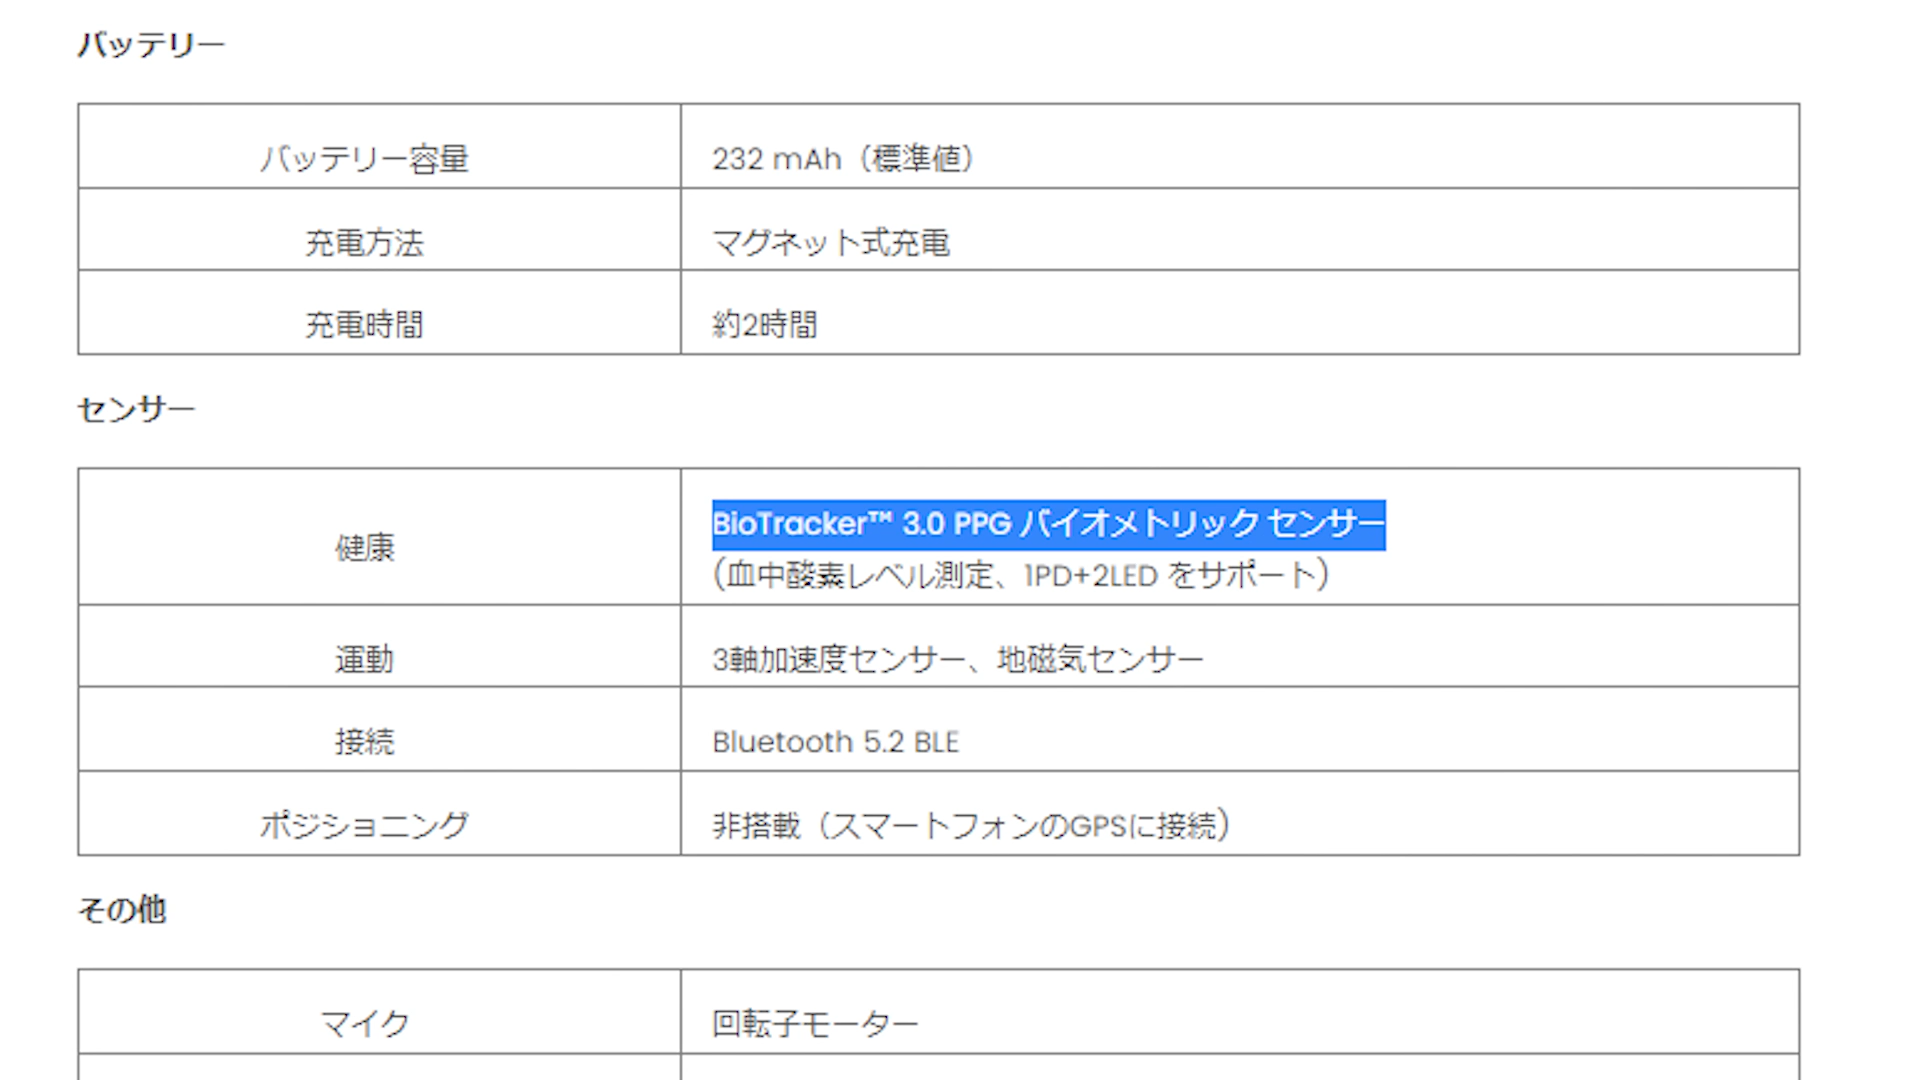 バッテリー
バッテリー容量 232 mAh（標準値）
充電方法 マグネット式充電
充電時間 約2時間
センサー
健康 BioTracker™ 3.0 PPG バイオメトリック センサー
（血中酸素レベル測定、1PD+2LED をサポート）
運動 3軸加速度センサー、地磁気センサー
接続 Bluetooth 5.2 BLE
ポジショニング 非搭載（スマートフォンのGPSに接続）
その他
マイク 回転子モーター